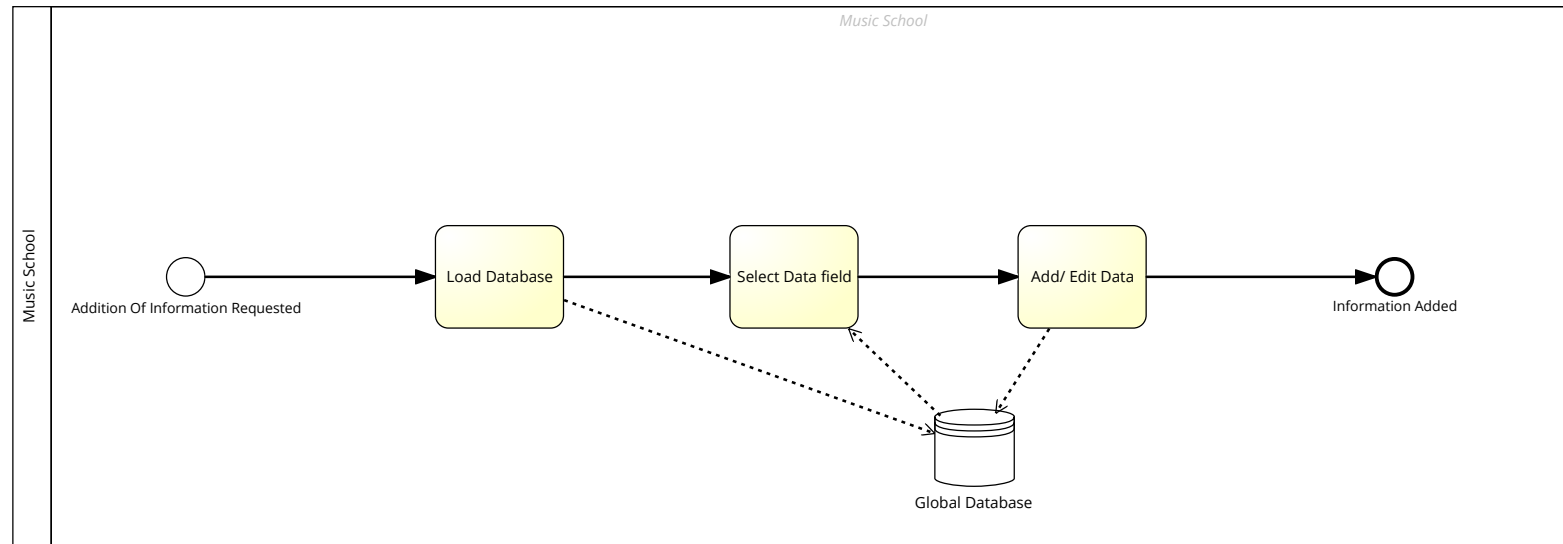 Music School
Music School
Addition Of Information Requested
Load Database
Select Data field
Add/ Edit Data
Information Added
Global Database